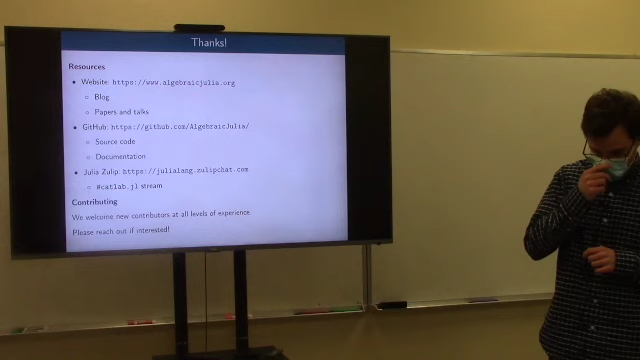 Thanks!
Resources
• Website: https://www.algebraicjulia.org
○ Blog
○ Papers and talks
• GitHub: https://github.com/AlgebraicJulia/
○ Source code
○ Documentation
• Julia Zulip: https://julialang.zulipchat.com
○ #catlab.jl stream
Contributing
We welcome new contributors at all levels of experience.
Please reach out if interested!